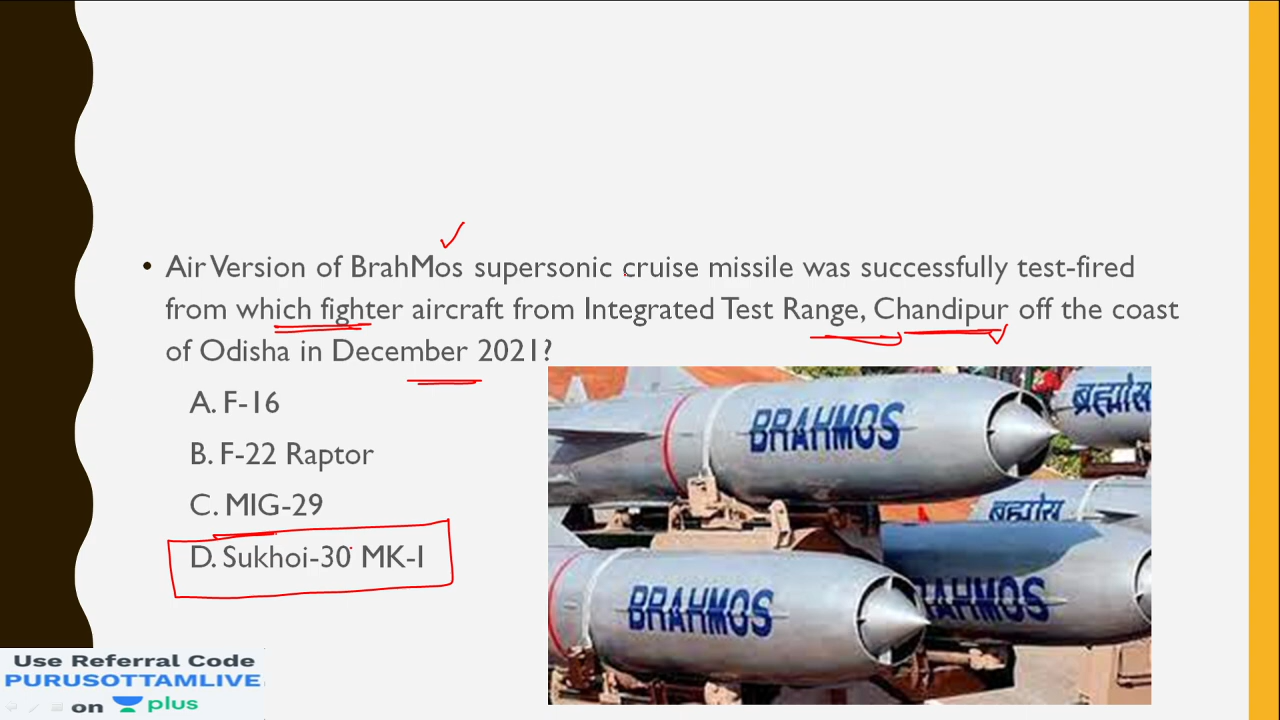 Air Version of BrahMos supersonic cruise missile was successfully test-fired
from which fighter aircraft from Integrated Test Range, Chandipur off the coast
of Odisha in December 2021?
A. F-16
B. F-22 Raptor
C. MIG-29
D. Sukhoi-30 MK-I
BRAHMOS
ब्रह्मोस
ब्रह्मोस
BRAHMOS
BRAHMOS
Use Referral Code
PURUSOTTAMLIVE
on plus